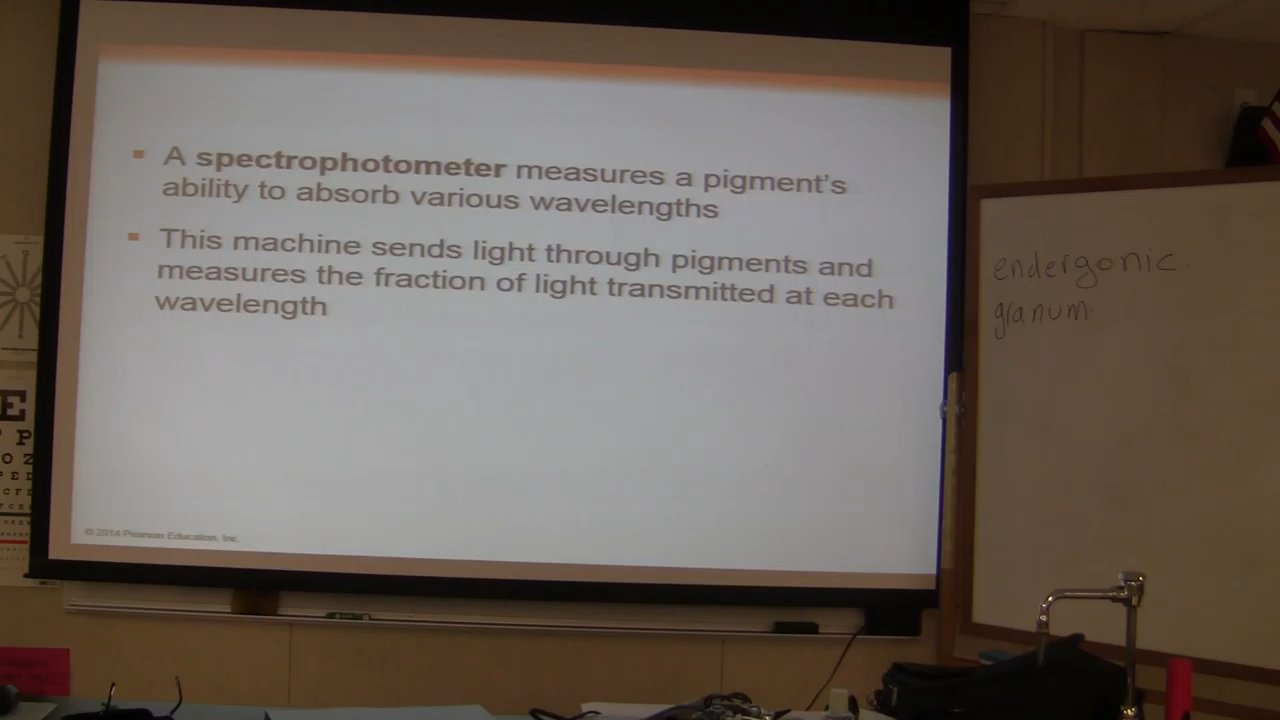 A spectrophotometer measures a pigment's
ability to absorb various wavelengths
This machine sends light through pigments and
measures the fraction of light transmitted at each
wavelength
© 2014 Pearson Education, Inc.
endergonic
granum
E
P
O Z
P E D